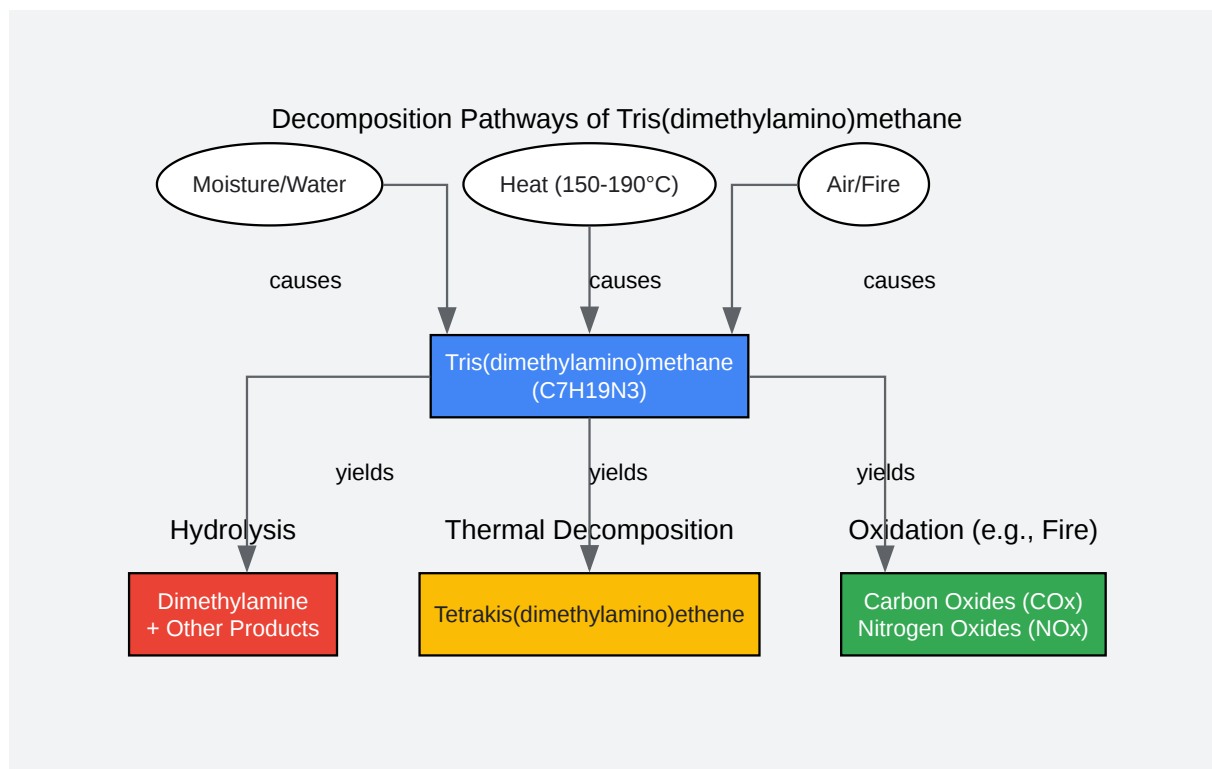 Decomposition Pathways of Tris(dimethylamino)methane
Moisture/Water
Heat (150-190°C)
Air/Fire
causes
causes
causes
Tris(dimethylamino)methane
(C7H19N3)
yields
yields
yields
Hydrolysis
Thermal Decomposition
Oxidation (e.g., Fire)
Dimethylamine
+ Other Products
Tetrakis(dimethylamino)ethene
Carbon Oxides (COx)
Nitrogen Oxides (NOx)